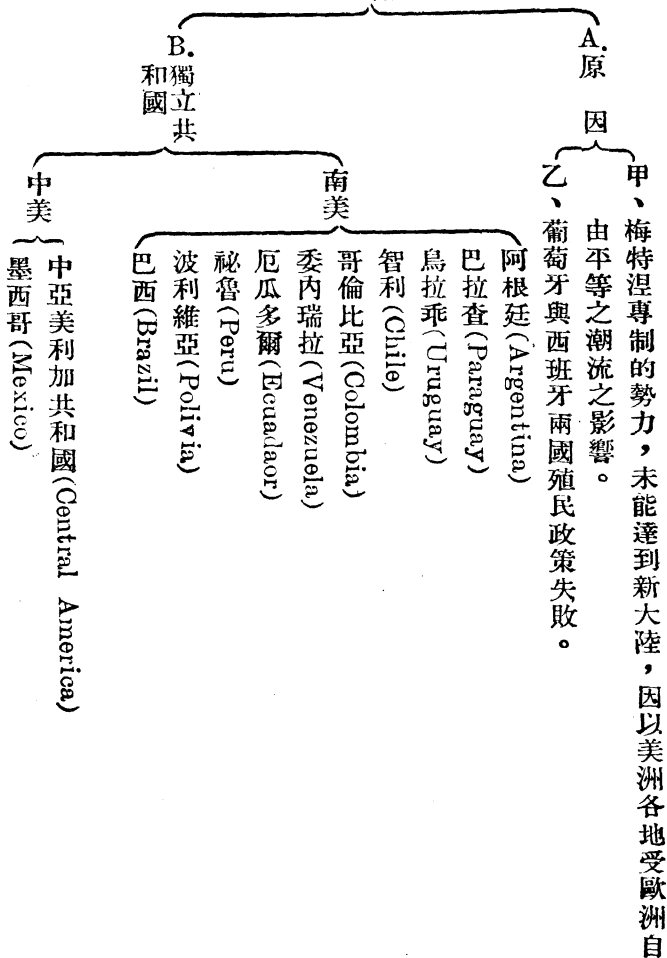 A.原因
甲、梅特涅專制的勢力，未能達到新大陸，因以美洲各地受歐洲自
由平等之潮流之影響。
乙、葡萄牙與西班牙兩國殖民政策失敗。
B.獨立共
和國
南美
阿根廷(Argentina)
巴拉查(Paraguay)
烏拉乖(Uruguay)
智利(Chile)
哥倫比亞(Colombia)
委內瑞拉(Venezuela)
厄瓜多爾(Ecuadaor)
祕魯(Peru)
波利維亞(Polivia)
巴西(Brazil)
中美
中亞美利加共和國(Central America)
墨西哥(Mexico)